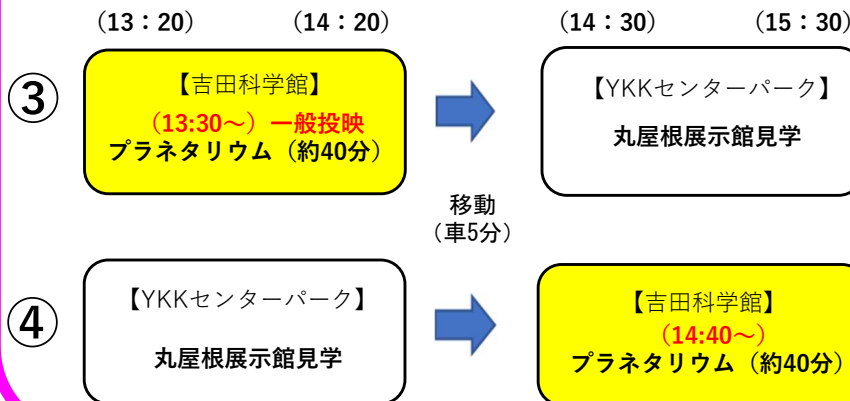 (13：20) (14：20) (14：30) (15：30)
③
【吉田科学館】
（13:30～）一般投映
プラネタリウム（約40分）
【YKKセンターパーク】
丸屋根展示館見学
移動
（車5分）
④
【YKKセンターパーク】
丸屋根展示館見学
【吉田科学館】
（14:40～）
プラネタリウム（約40分）